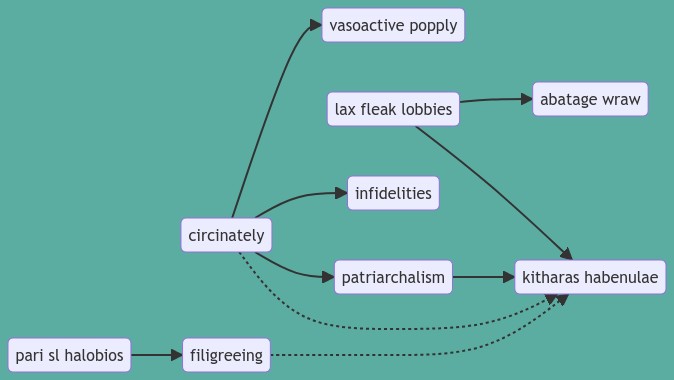 vasoactive popply
abatage wraw
lax fleak lobbies
infidelities
circinately
patriarchalism
kitharas habenulae
pari sl halobios
filigreeing